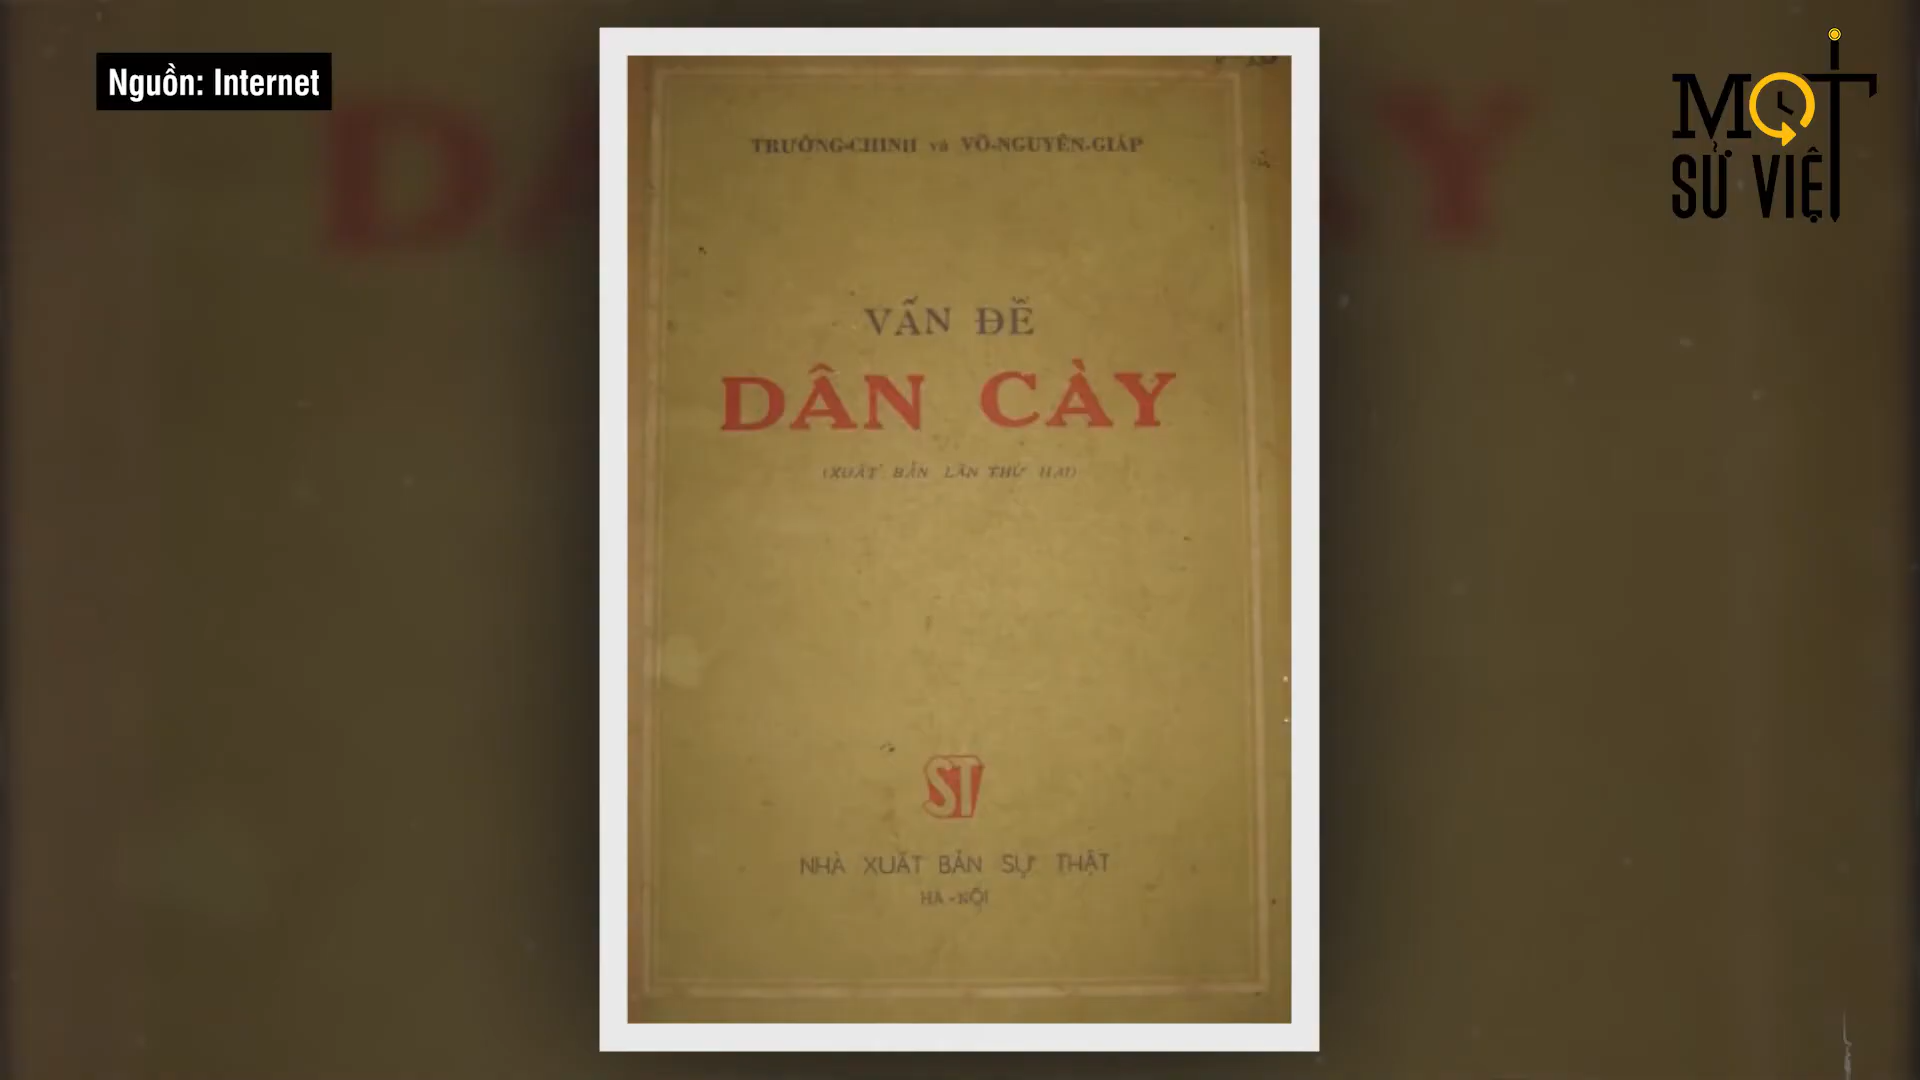 Nguồn: Internet
MỘT
SỬ VIỆT
TRƯỜNG-CHINH và VÕ-NGUYÊN-GIÁP
VẤN ĐỀ
DÂN CÀY
(XUẤT BẢN LẦN THỨ HAI)
ST
NHÀ XUẤT BẢN SỰ THẬT
HÀ-NỘI